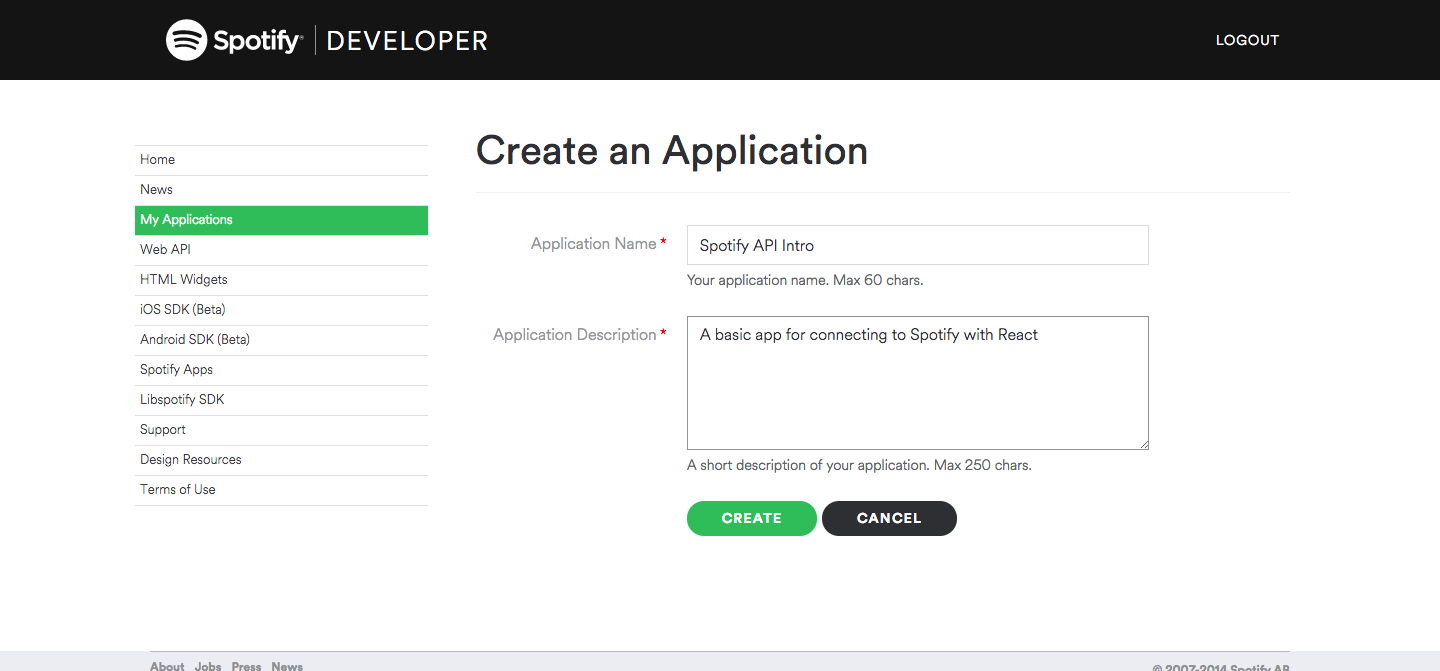 Spotify® DEVELOPER
LOGOUT
Home
News
My Applications
Web API
HTML Widgets
iOS SDK (Beta)
Android SDK (Beta)
Spotify Apps
Libspotify SDK
Support
Design Resources
Terms of Use
Create an Application
Application Name *
Spotify API Intro
Your application name. Max 60 chars.
Application Description *
A basic app for connecting to Spotify with React
A short description of your application. Max 250 chars.
CREATE CANCEL
About Jobs Press News
© 2007-2014 Spotify AB